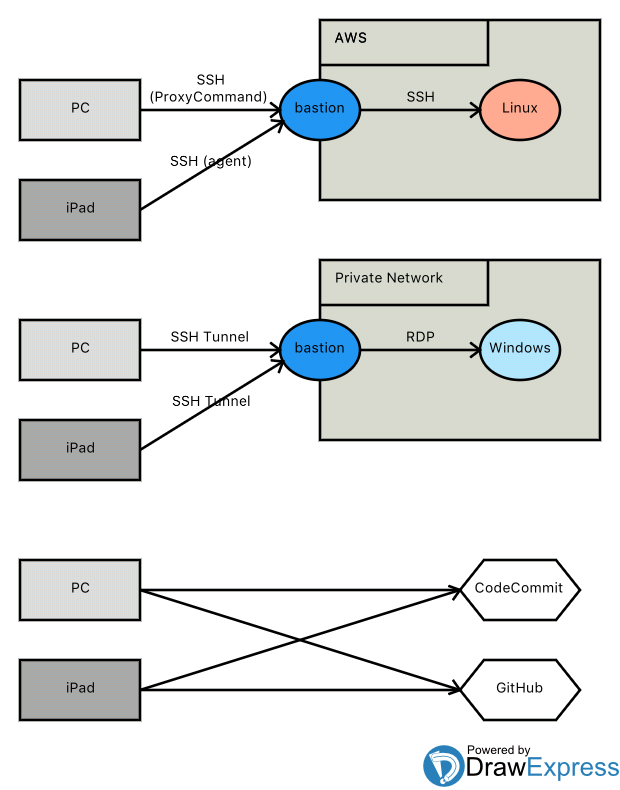 AWS
SSH
(ProxyCommand)
PC
bastion
SSH
Linux
SSH (agent)
iPad
Private Network
SSH Tunnel
PC
bastion
RDP
Windows
SSH Tunnel
iPad
PC
CodeCommit
iPad
GitHub
Powered by
DrawExpress